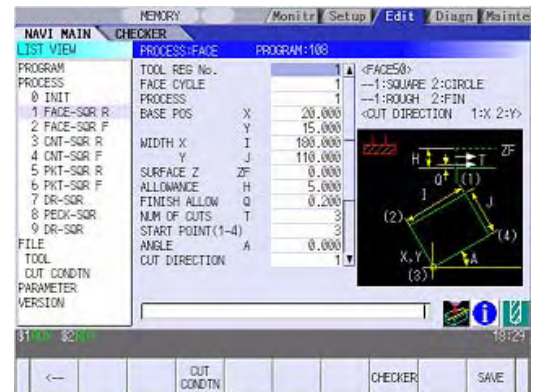 MEMORY Monitr Setup Edit Diagn Mainte
NAVI MAIN CHECKER
LIST VIEW PROCESS:FACE PROGRAM:108
PROGRAM
PROCESS
0 INIT
1 FACE-SQR R
2 FACE-SQR F
3 CNT-SQR R
4 CNT-SQR F
5 PKT-SQR R
6 PKT-SQR F
7 DR-SQR
8 PECK-SQR
9 DR-SQR
FILE
TOOL
CUT CONDTN
PARAMETER
VERSION
TOOL REG No. 1
FACE CYCLE 1
PROCESS 1
BASE POS X 20.000
Y 15.000
WIDTH X I 180.000
Y J 110.000
SURFACE Z ZF 0.000
ALLOWANCE H 5.000
FINISH ALLOW Q 0.200
NUM OF CUTS T 3
START POINT(1-4) 3
ANGLE A 0.000
CUT DIRECTION 1
--1:SQUARE 2:CIRCLE
--1:ROUGH 2:FIN
<CUT DIRECTION 1:X 2:Y>
ZF
H T
Q (1)
I J
(2)
(4)
X,Y A
(3)
18:29
<-- CUT CONDTN CHECKER SAVE